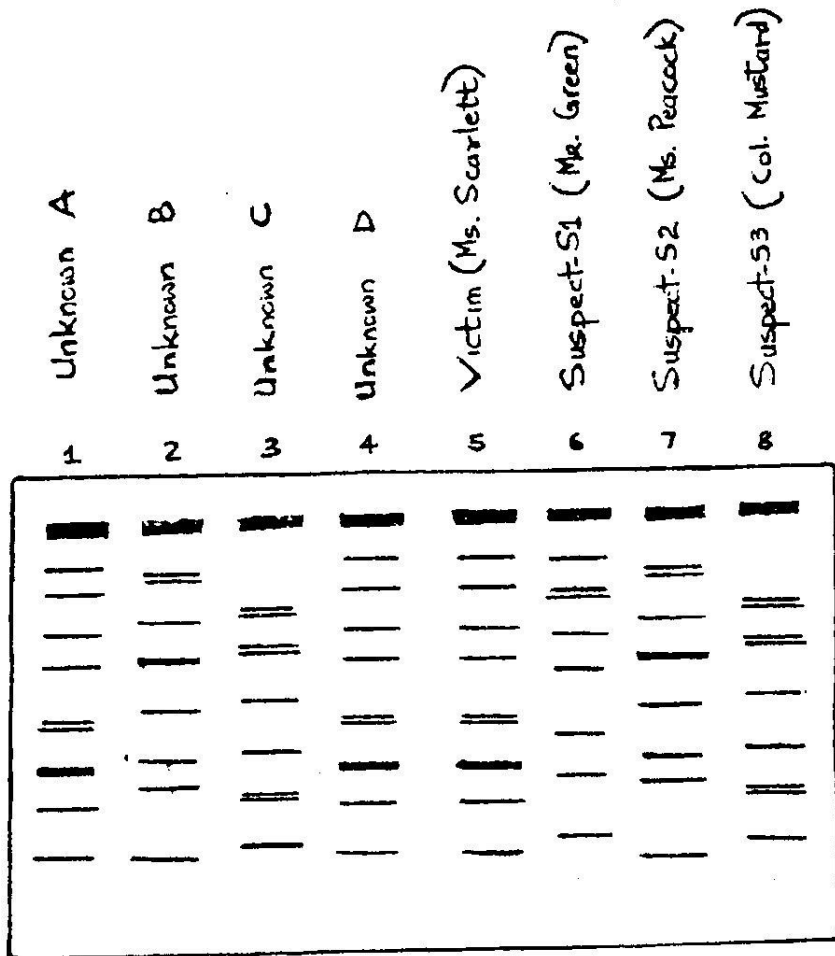 Unknown A
Unknown B
Unknown C
Unknown D
Victim (Ms. Scarlett)
Suspect-S1 (Mr. Green)
Suspect-S2 (Ms. Peacock)
Suspect-S3 (Col. Mustard)
1 2 3 4 5 6 7 8